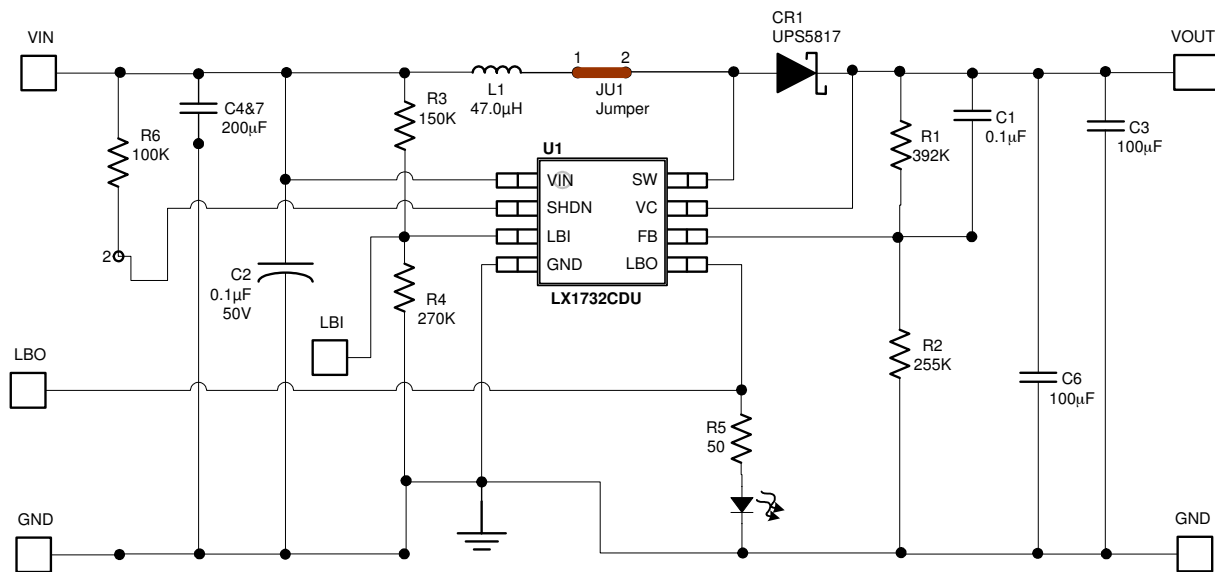 CR1
UPS5817
VIN
VOUT
1
2
L1
47.0µH
JU1
Jumper
C4&7
200µF
R3
150K
R6
100K
R1
392K
C1
0.1µF
C3
100µF
U1
VIN
SW
SHDN
VC
LBI
FB
GND
LBO
LX1732CDU
2
C2
0.1µF
50V
R4
270K
LBI
LBO
R2
255K
C6
100µF
R5
50
GND
GND